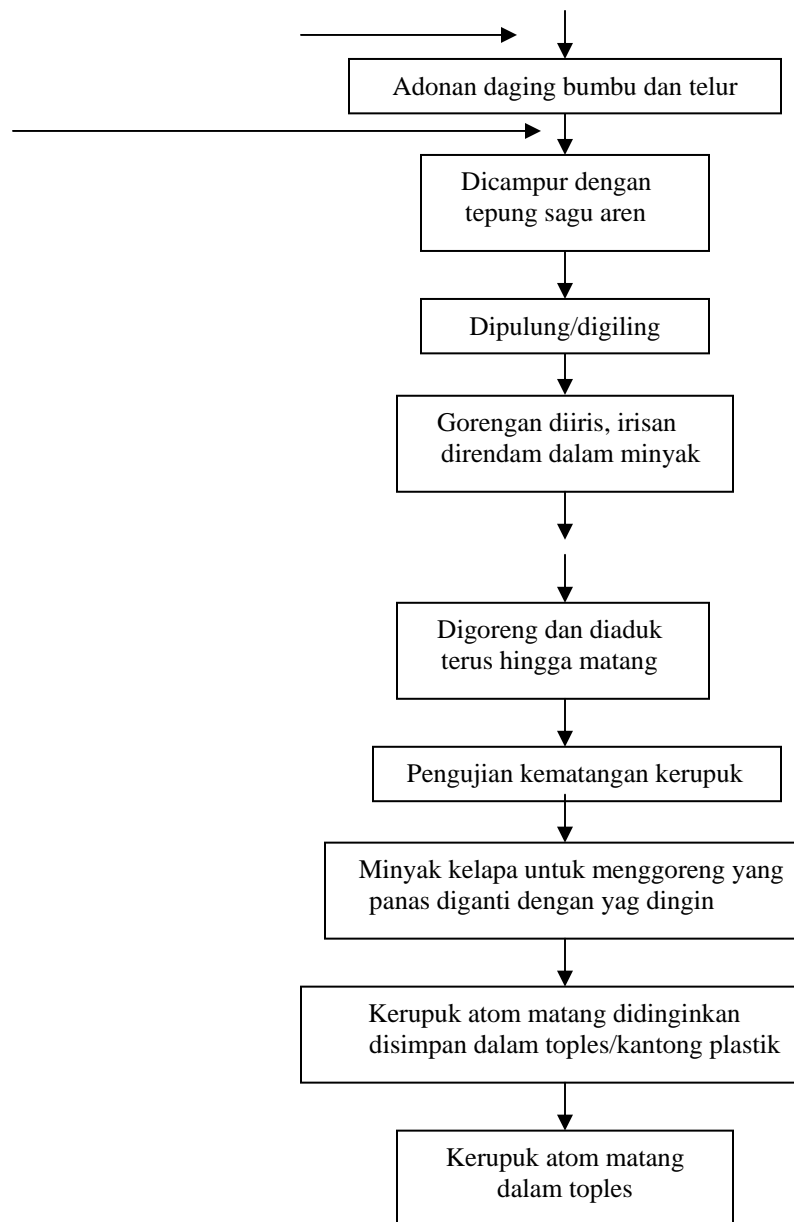 Adonan daging bumbu dan telur
Dicampur dengan
tepung sagu aren
Dipulung/digiling
Gorengan diiris, irisan
direndam dalam minyak
Digoreng dan diaduk
terus hingga matang
Pengujian kematangan kerupuk
Minyak kelapa untuk menggoreng yang
panas diganti dengan yag dingin
Kerupuk atom matang didinginkan
disimpan dalam toples/kantong plastik
Kerupuk atom matang
dalam toples